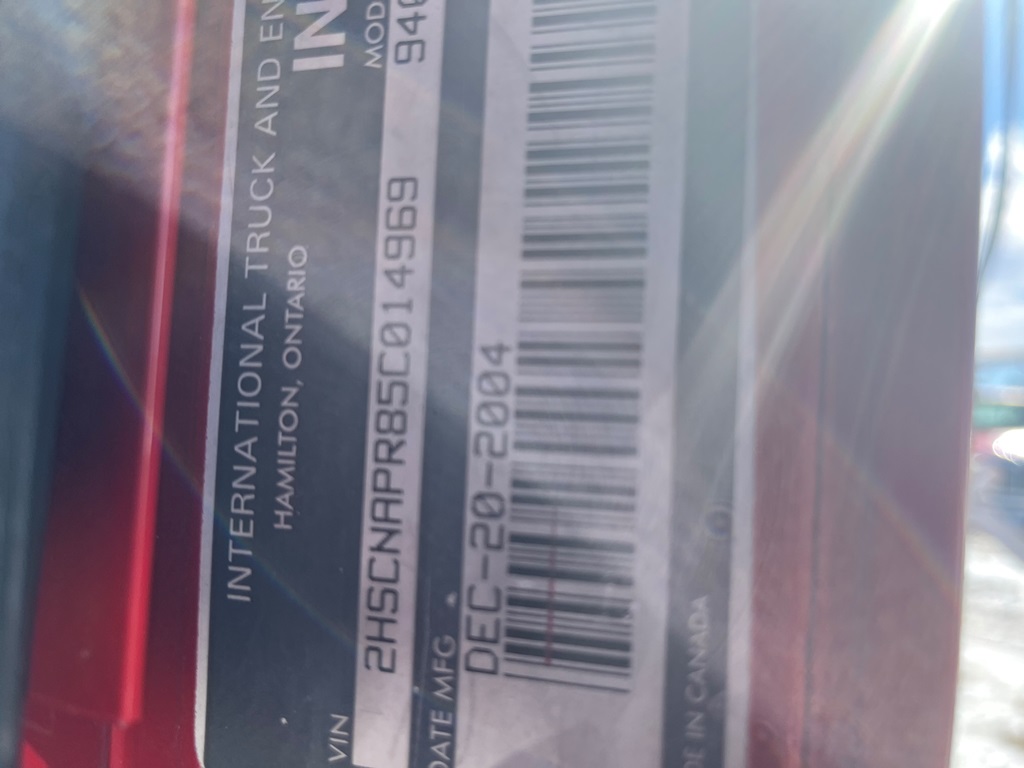 INTERNATIONAL TRUCK AND EN
HAMILTON, ONTARIO
IN
VIN
MOD
2HSCNAPR85C014969
940
DATE MFG
DEC-20-2004
DE IN CANADA